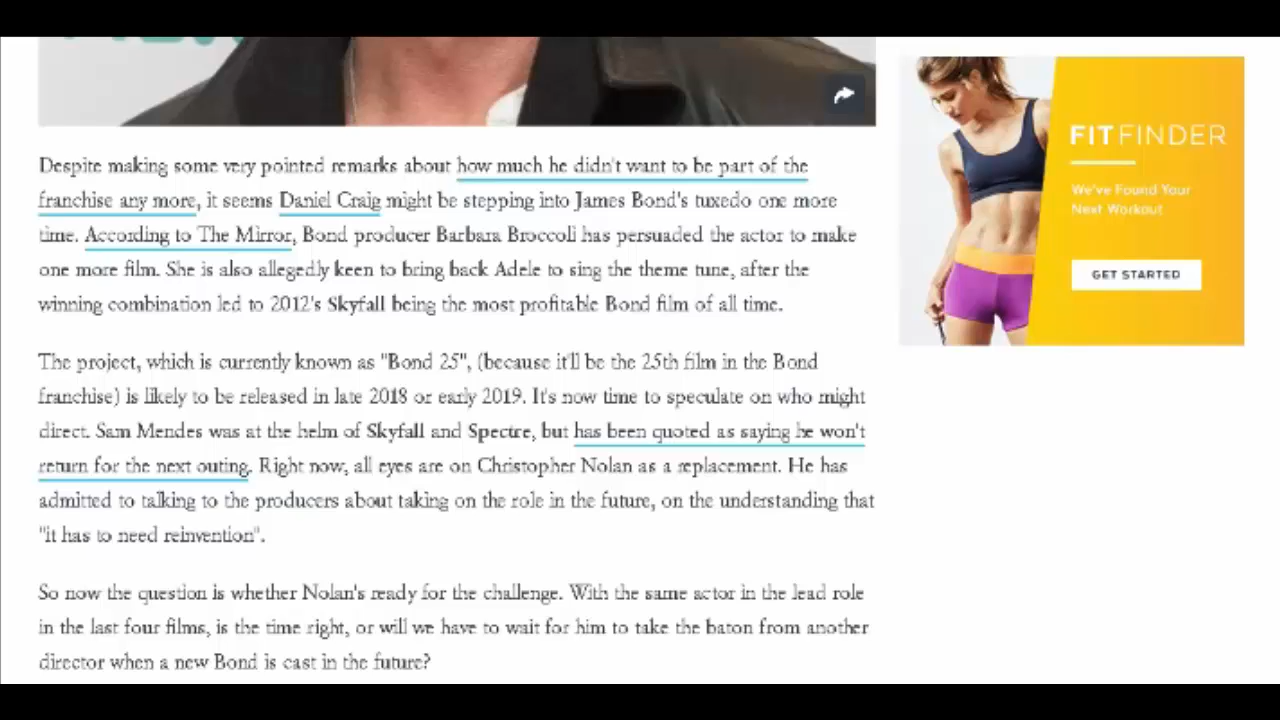 Despite making some very pointed remarks about how much he didn't want to be part of the
franchise any more, it seems Daniel Craig might be stepping into James Bond's tuxedo one more
time. According to The Mirror, Bond producer Barbara Broccoli has persuaded the actor to make
one more film. She is also allegedly keen to bring back Adele to sing the theme tune, after the
winning combination led to 2012's Skyfall being the most profitable Bond film of all time.
The project, which is currently known as "Bond 25", (because it'll be the 25th film in the Bond
franchise) is likely to be released in late 2018 or early 2019. It's now time to speculate on who might
direct. Sam Mendes was at the helm of Skyfall and Spectre, but has been quoted as saying he won't
return for the next outing. Right now, all eyes are on Christopher Nolan as a replacement. He has
admitted to talking to the producers about taking on the role in the future, on the understanding that
"it has to need reinvention".
So now the question is whether Nolan's ready for the challenge. With the same actor in the lead role
in the last four films, is the time right, or will we have to wait for him to take the baton from another
director when a new Bond is cast in the future?
FITFINDER
We've Found Your
Next Workout
GET STARTED